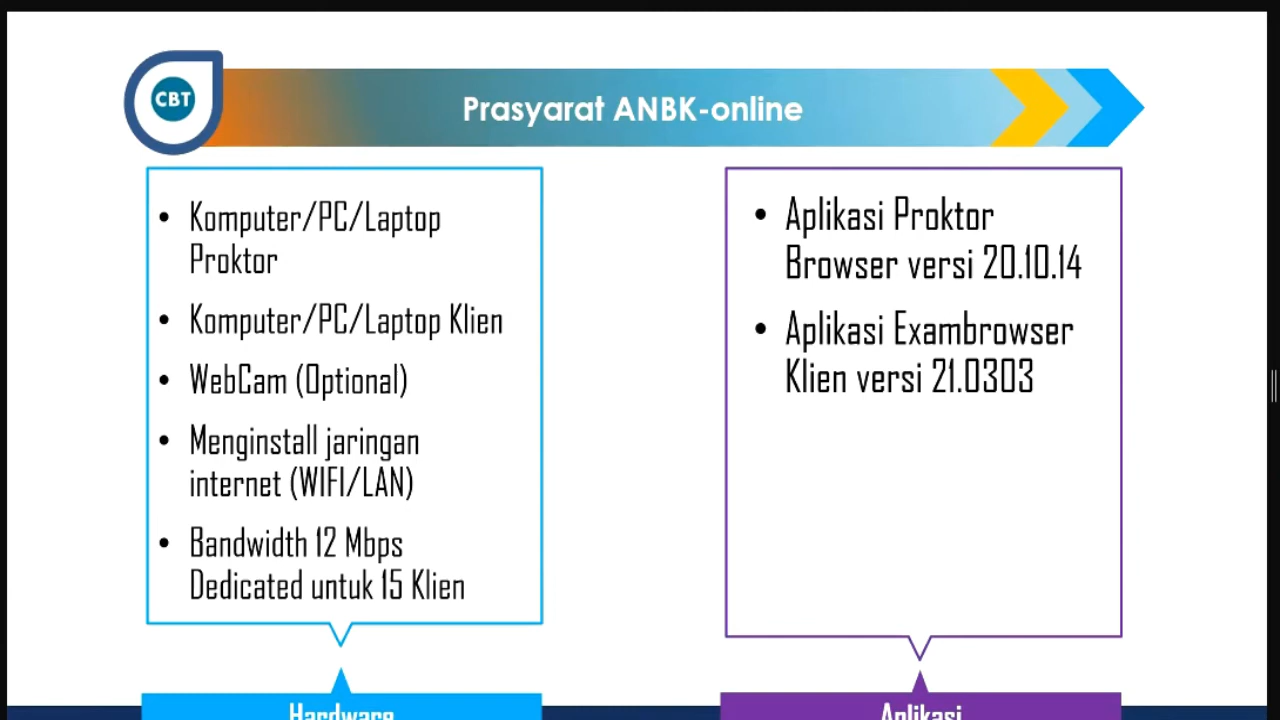 CBT
Prasyarat ANBK-online
• Komputer/PC/Laptop
Proktor
• Komputer/PC/Laptop Klien
• WebCam (Optional)
• Menginstall jaringan
internet (WIFI/LAN)
• Bandwidth 12 Mbps
Dedicated untuk 15 Klien
Hardware
• Aplikasi Proktor
Browser versi 20.10.14
• Aplikasi Exambrowser
Klien versi 21.0303
Aplikasi